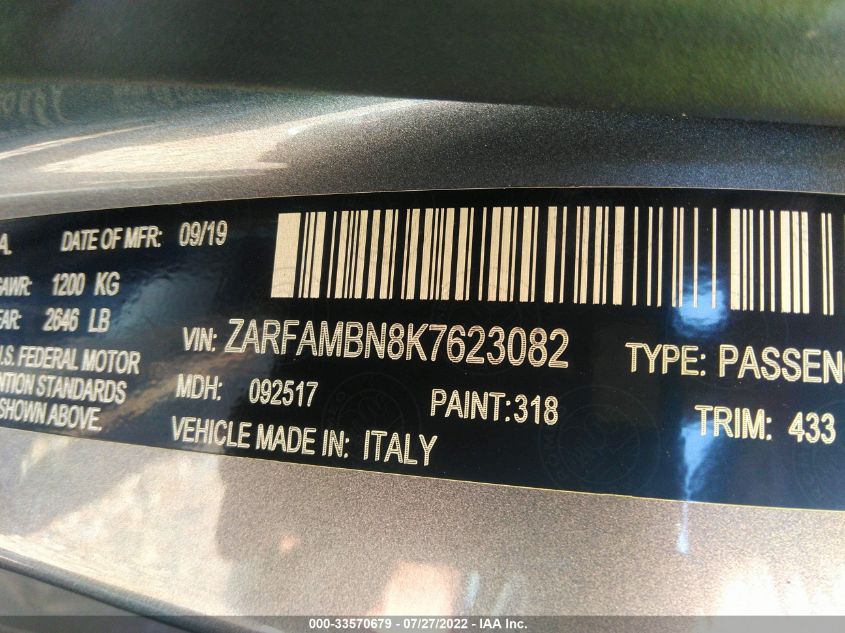 A. DATE OF MFR: 09/19
GAWR: 1200 KG
EAR: 2646 LB
VIN: ZARFAMBN8K7623082 TYPE: PASSENG
U.S. FEDERAL MOTOR
MDH: 092517 PAINT:318 TRIM: 433
NTION STANDARDS
SHOWN ABOVE.
VEHICLE MADE IN: ITALY
000-33570679 - 07/27/2022 - IAA Inc.